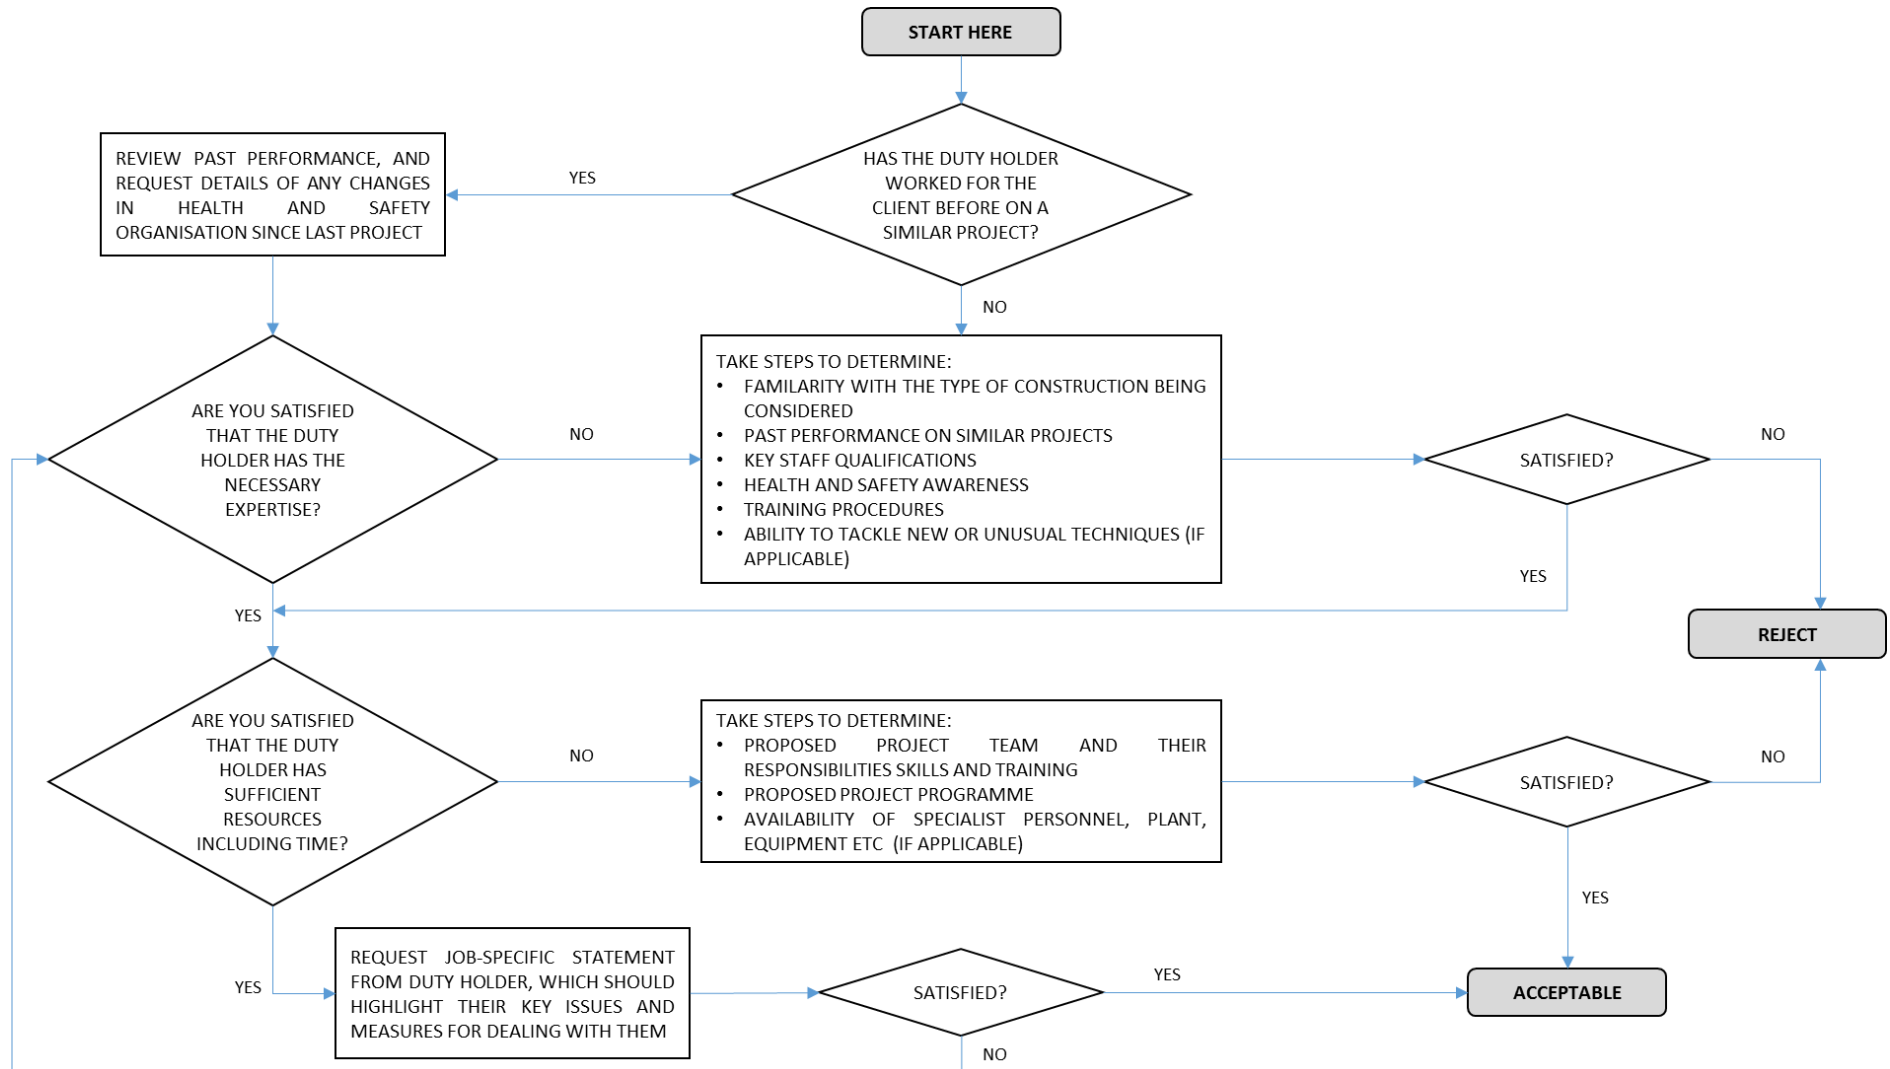 START HERE
HAS THE DUTY HOLDER
WORKED FOR THE
CLIENT BEFORE ON A
SIMILAR PROJECT?
YES
REVIEW PAST PERFORMANCE, AND
REQUEST DETAILS OF ANY CHANGES
IN HEALTH AND SAFETY
ORGANISATION SINCE LAST PROJECT
NO
ARE YOU SATISFIED
THAT THE DUTY
HOLDER HAS THE
NECESSARY
EXPERTISE?
NO
TAKE STEPS TO DETERMINE:
• FAMILARITY WITH THE TYPE OF CONSTRUCTION BEING
CONSIDERED
• PAST PERFORMANCE ON SIMILAR PROJECTS
• KEY STAFF QUALIFICATIONS
• HEALTH AND SAFETY AWARENESS
• TRAINING PROCEDURES
• ABILITY TO TACKLE NEW OR UNUSUAL TECHNIQUES (IF
APPLICABLE)
SATISFIED?
NO
YES
YES
REJECT
ARE YOU SATISFIED
THAT THE DUTY
HOLDER HAS
SUFFICIENT
RESOURCES
INCLUDING TIME?
NO
TAKE STEPS TO DETERMINE:
• PROPOSED PROJECT TEAM AND THEIR
RESPONSIBILITIES SKILLS AND TRAINING
• PROPOSED PROJECT PROGRAMME
• AVAILABILITY OF SPECIALIST PERSONNEL, PLANT,
EQUIPMENT ETC (IF APPLICABLE)
SATISFIED?
NO
YES
YES
REQUEST JOB-SPECIFIC STATEMENT
FROM DUTY HOLDER, WHICH SHOULD
HIGHLIGHT THEIR KEY ISSUES AND
MEASURES FOR DEALING WITH THEM
SATISFIED?
YES
ACCEPTABLE
NO